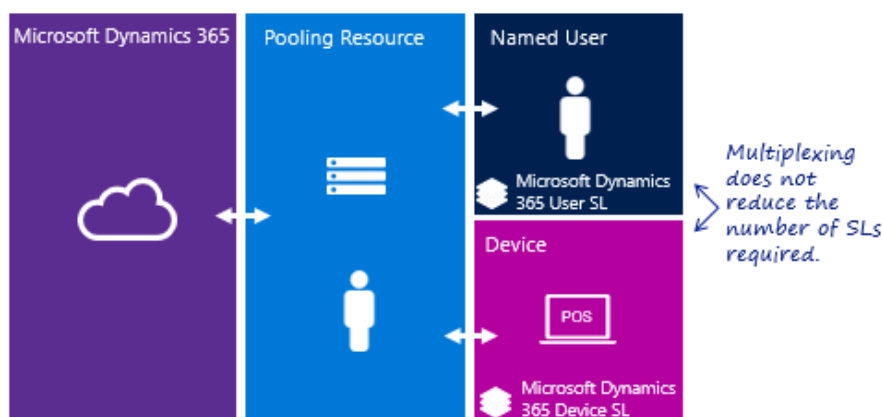 Microsoft Dynamics 365
Pooling Resource
Named User
Microsoft Dynamics
365 User SL
Device
POS
Microsoft Dynamics
365 Device SL
Multiplexing
does not
reduce the
number of SLs
required.